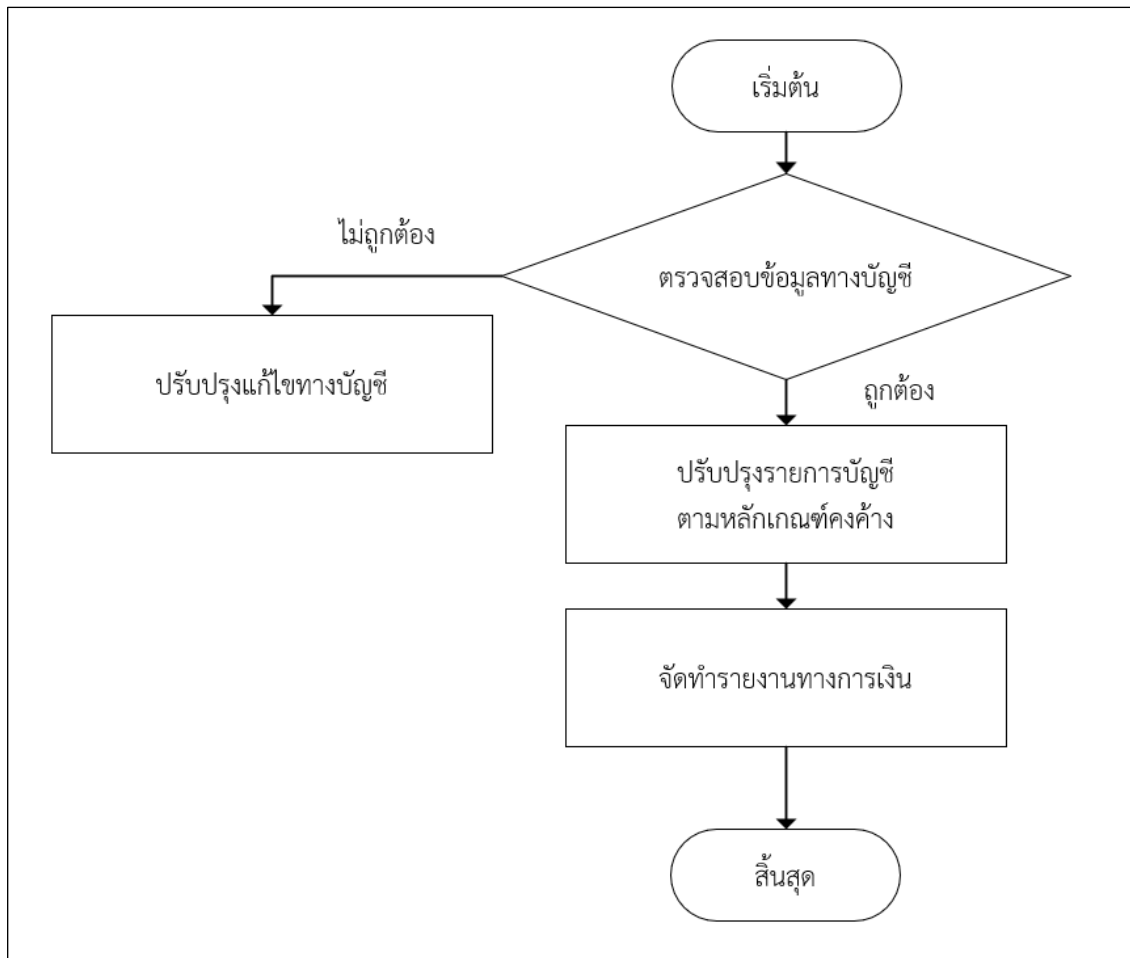 เริ่มต้น
ไม่ถูกต้อง
ตรวจสอบข้อมูลทางบัญชี
ปรับปรุงแก้ไขทางบัญชี
ถูกต้อง
ปรับปรุงรายการบัญชี
ตามหลักเกณฑ์คงค้าง
จัดทำรายงานทางการเงิน
สิ้นสุด